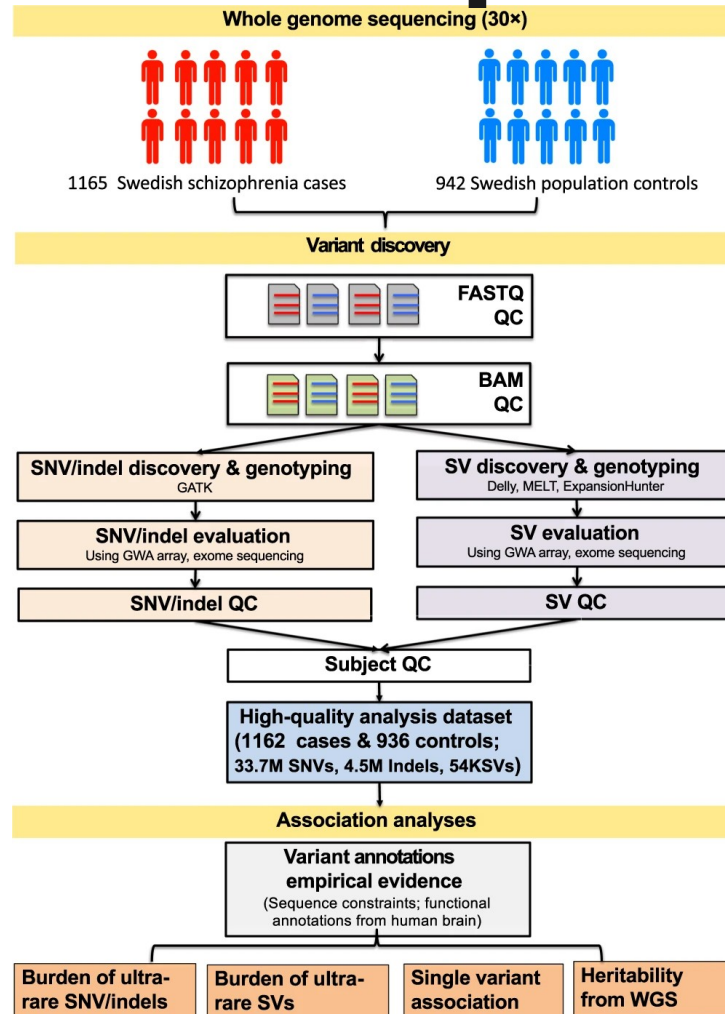 Whole genome sequencing (30×)
1165 Swedish schizophrenia cases
942 Swedish population controls
Variant discovery
FASTQ
QC
BAM
QC
SNV/indel discovery & genotyping
GATK
SV discovery & genotyping
Delly, MELT, ExpansionHunter
SNV/indel evaluation
Using GWA array, exome sequencing
SV evaluation
Using GWA array, exome sequencing
SNV/indel QC
SV QC
Subject QC
High-quality analysis dataset
(1162 cases & 936 controls;
33.7M SNVs, 4.5M Indels, 54KSVs)
Association analyses
Variant annotations
empirical evidence
(Sequence constraints; functional
annotations from human brain)
Burden of ultra-
rare SNV/indels
Burden of ultra-
rare SVs
Single variant
association
Heritability
from WGS